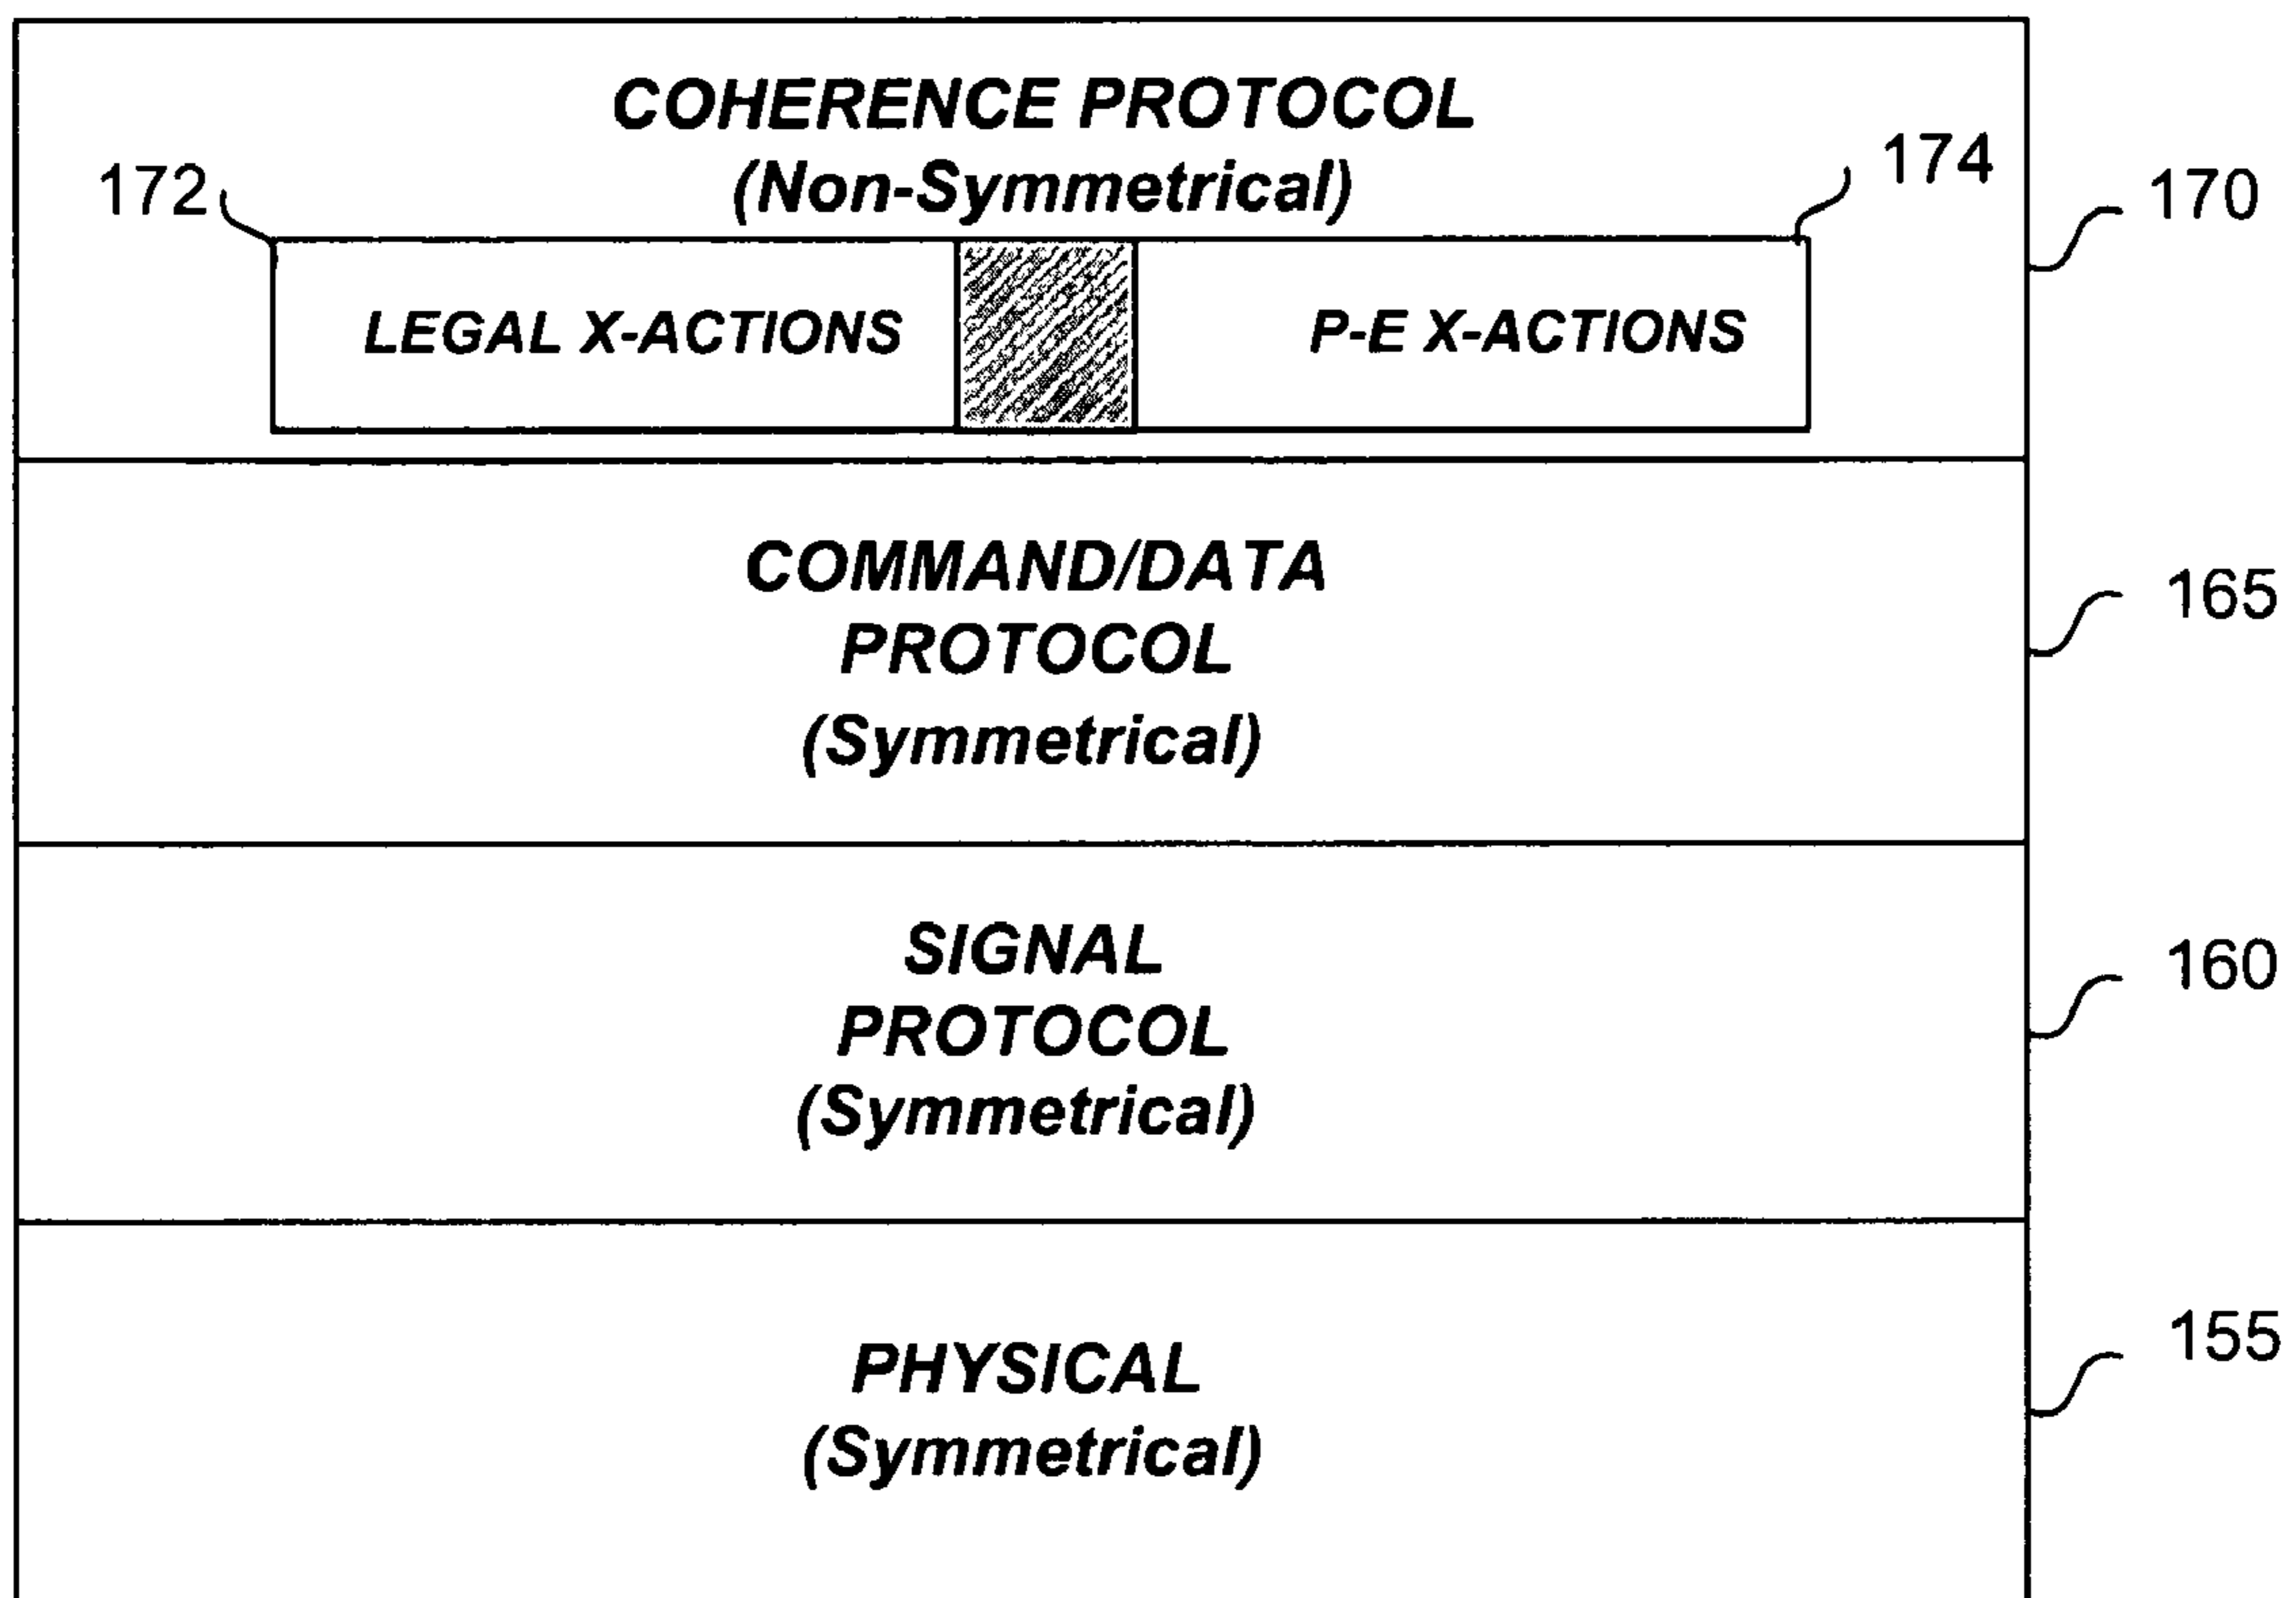 COHERENCE PROTOCOL
(Non-Symmetrical)
172
174
170
LEGAL X-ACTIONS
P-E X-ACTIONS
COMMAND/DATA
PROTOCOL
(Symmetrical)
165
SIGNAL
PROTOCOL
(Symmetrical)
160
PHYSICAL
(Symmetrical)
155